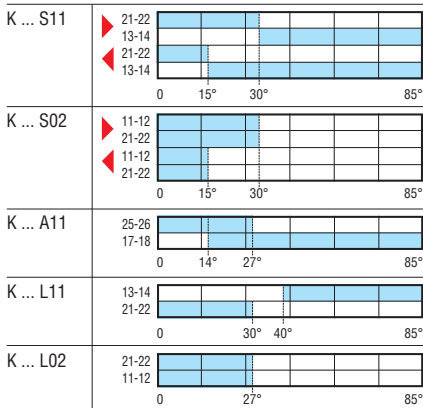 K ... S11
21-22
13-14
21-22
13-14
0 15° 30° 85°
K ... S02
11-12
21-22
11-12
21-22
0 15° 30° 85°
K ... A11
25-26
17-18
0 14° 27° 85°
K ... L11
13-14
21-22
0 30° 40° 85°
K ... L02
21-22
11-12
0 27° 85°